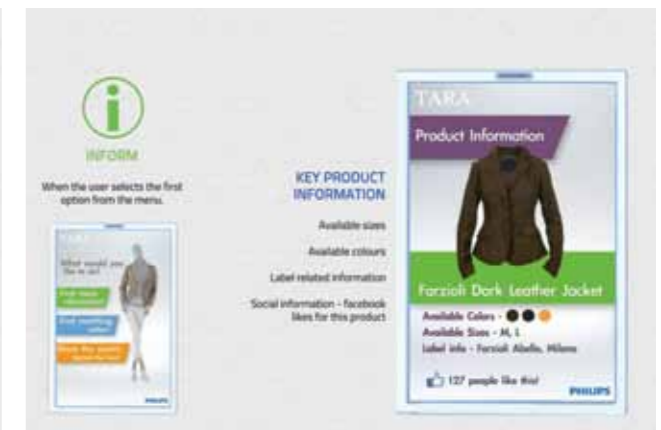 INFORM
When the user selects the first
option from the menu.
TARA
What would you
like to do?
KEY PRODUCT
INFORMATION
Available sizes
Available colours
Label related information
Social information - facebook
likes for this product
TARA
Product Information
Farzioli Dark Leather Jacket
Available Colors -
Available Sizes - M, L
Label info - Farzioli Abello, Milano
127 people like this!
PHILIPS
PHILIPS